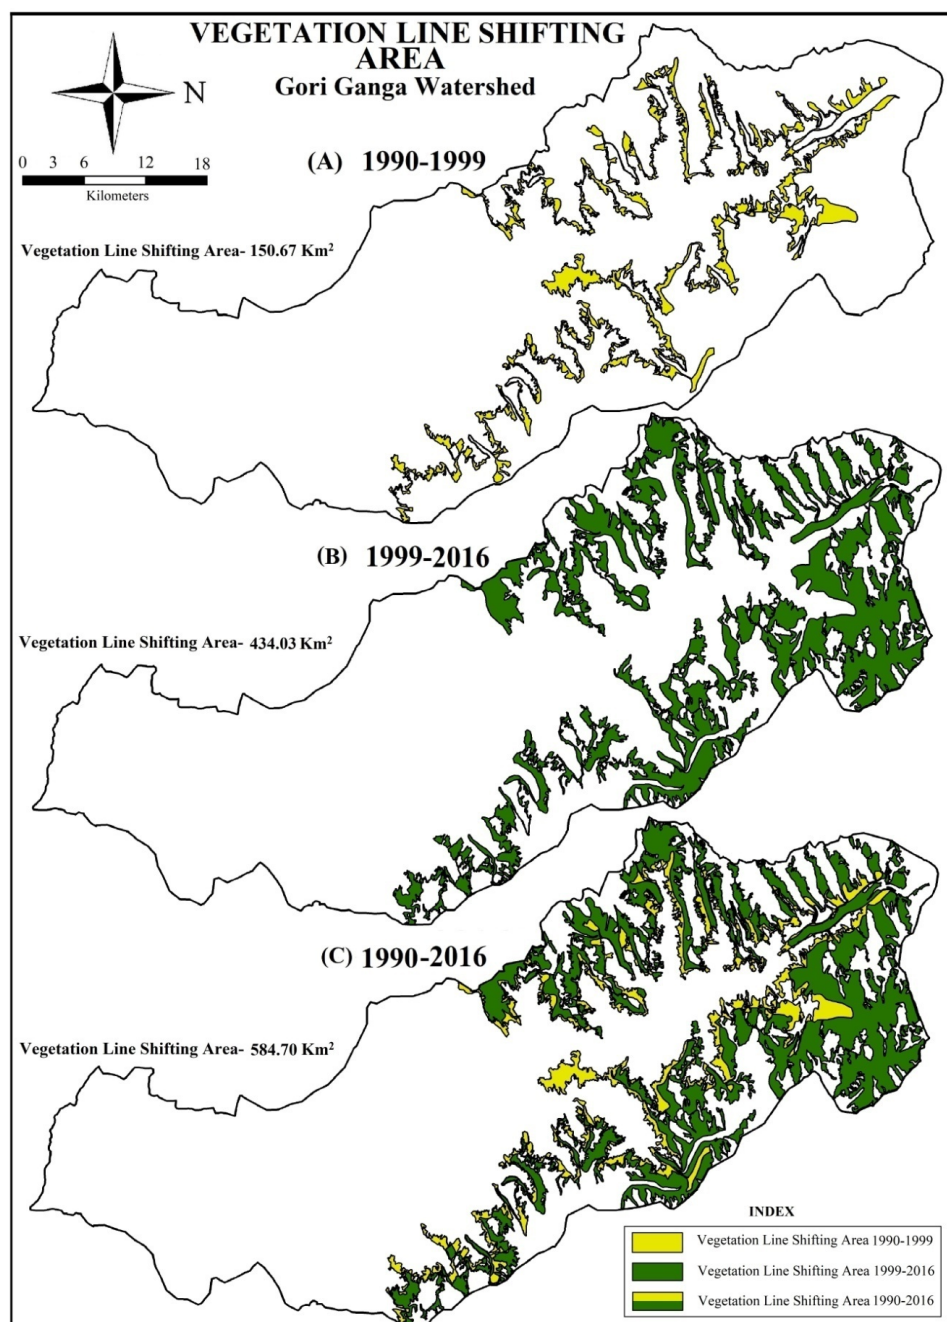 VEGETATION LINE SHIFTING
AREA
Gori Ganga Watershed
N
0 3 6 12 18
Kilometers
(A) 1990-1999
Vegetation Line Shifting Area- 150.67 Km²
(B) 1999-2016
Vegetation Line Shifting Area- 434.03 Km²
(C) 1990-2016
Vegetation Line Shifting Area- 584.70 Km²
INDEX
Vegetation Line Shifting Area 1990-1999
Vegetation Line Shifting Area 1999-2016
Vegetation Line Shifting Area 1990-2016